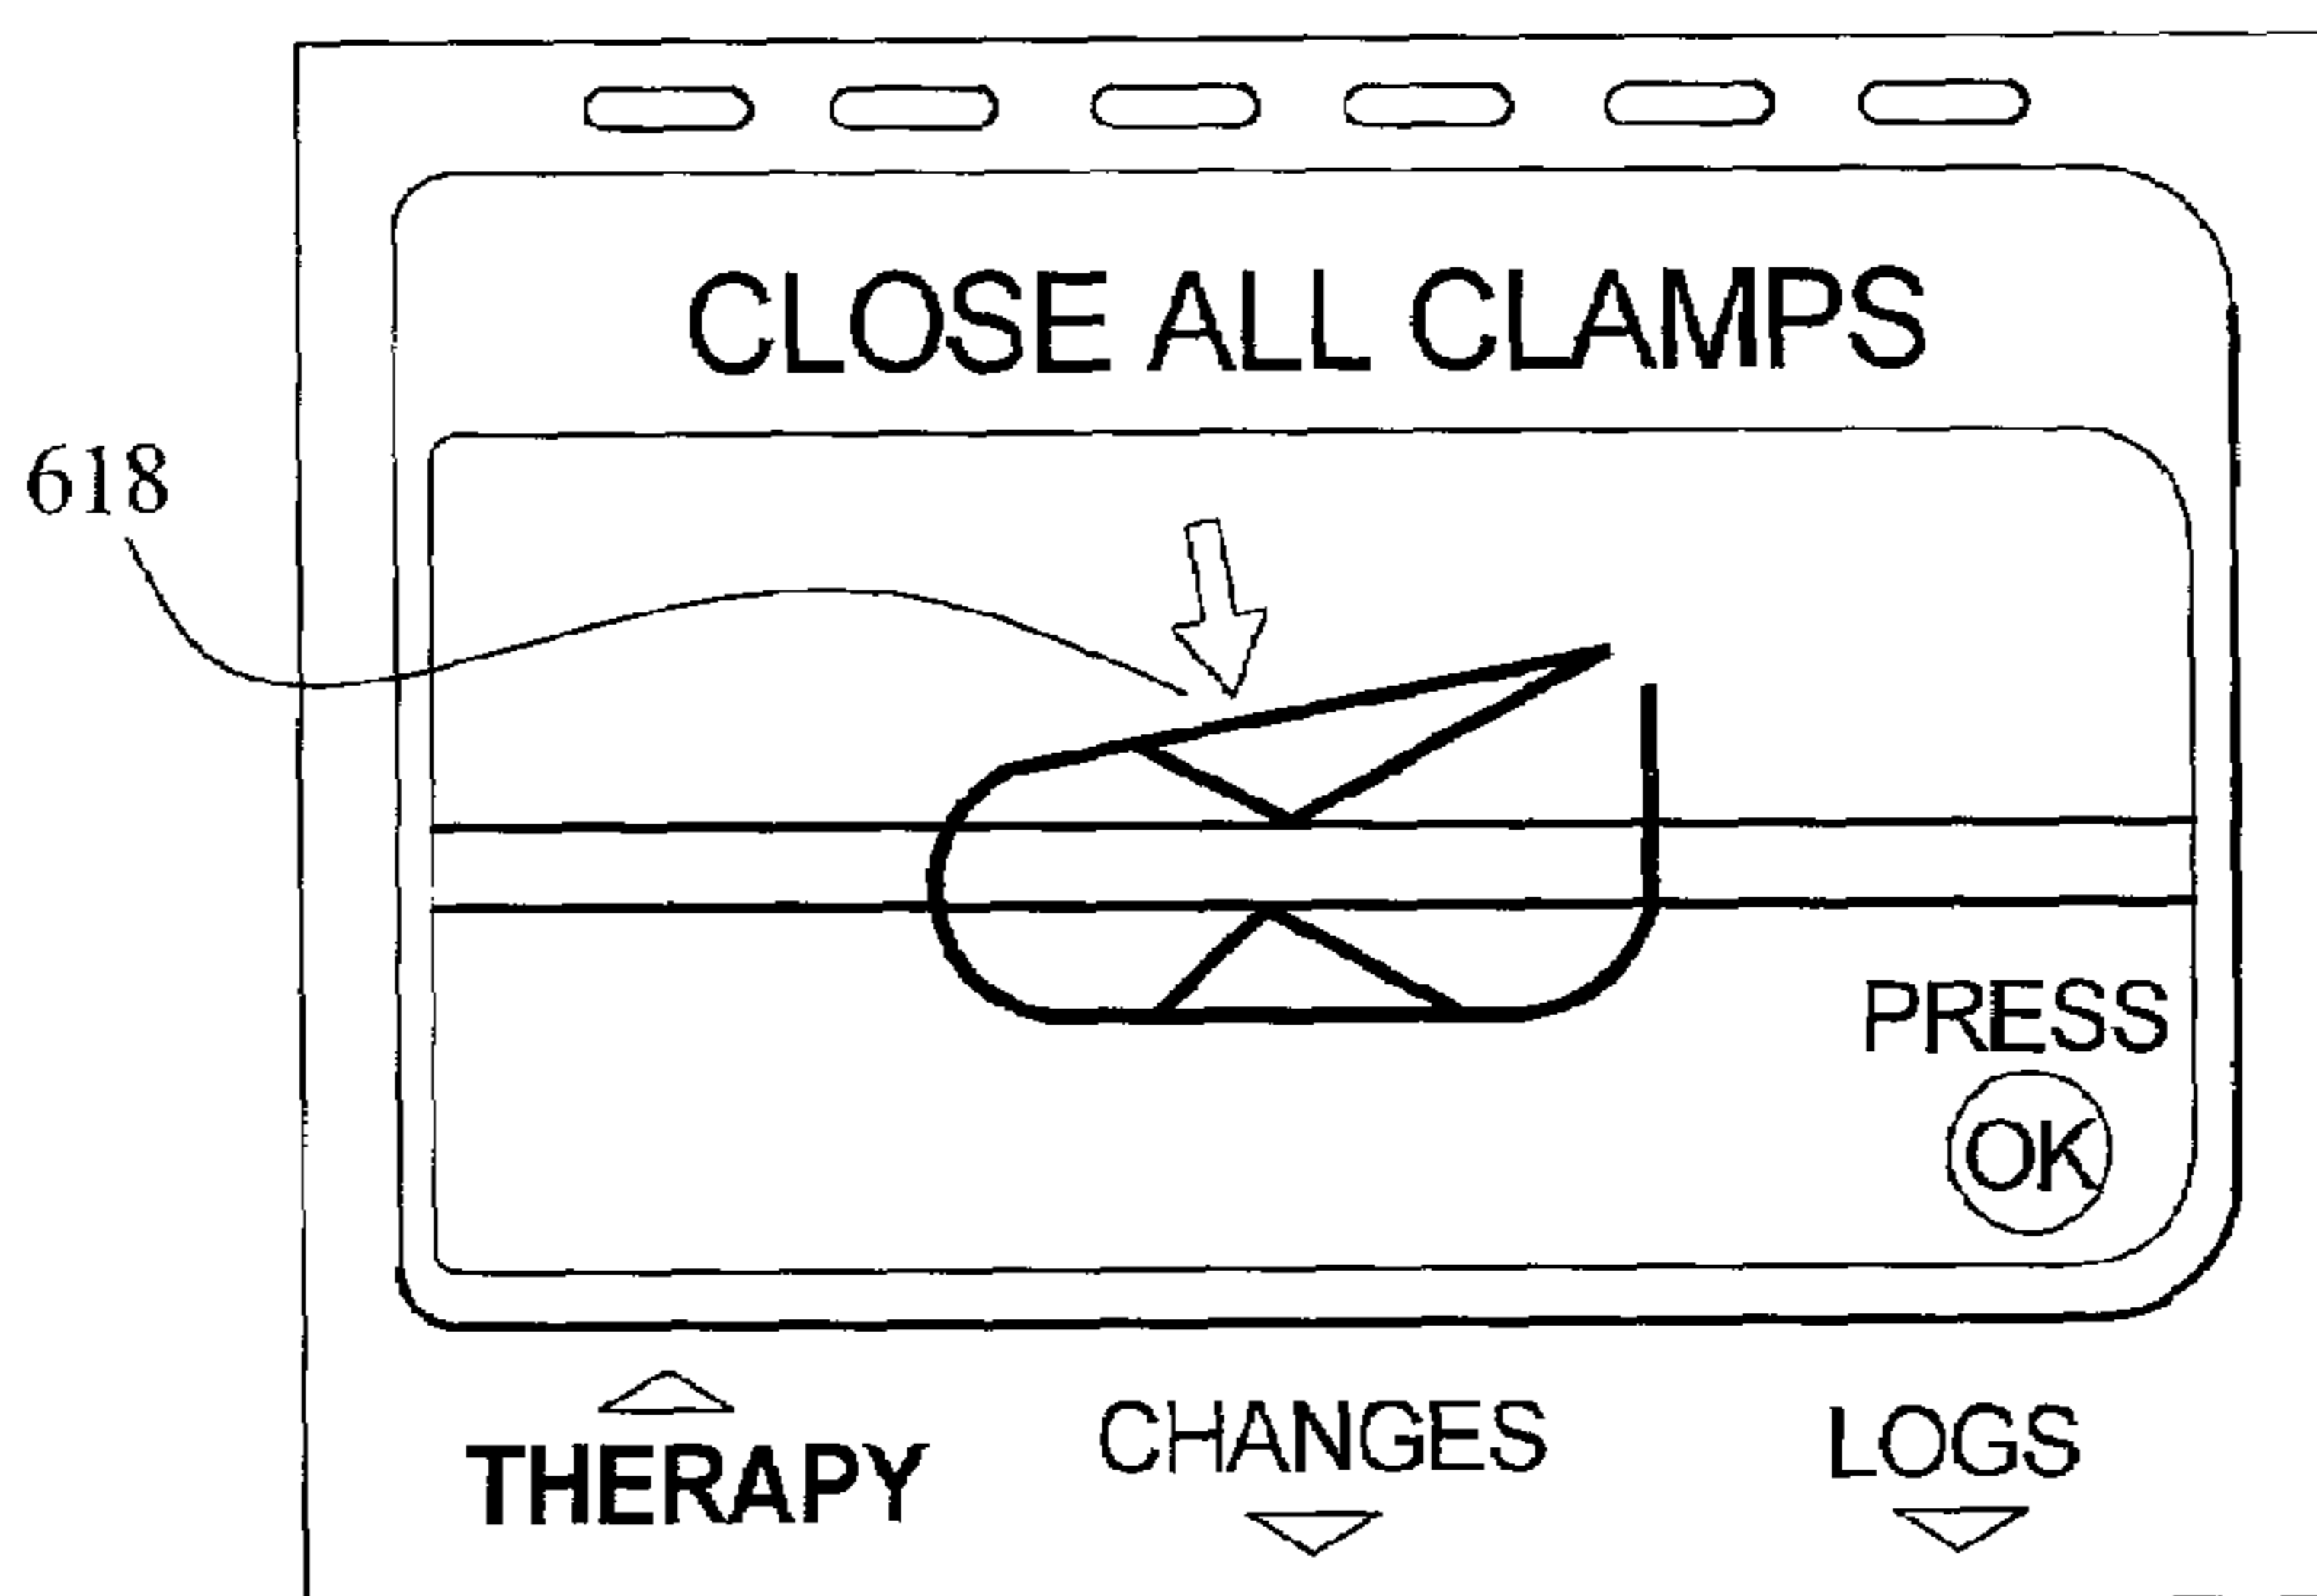 CLOSE ALL CLAMPS
618
PRESS
OK
THERAPY
CHANGES
LOGS